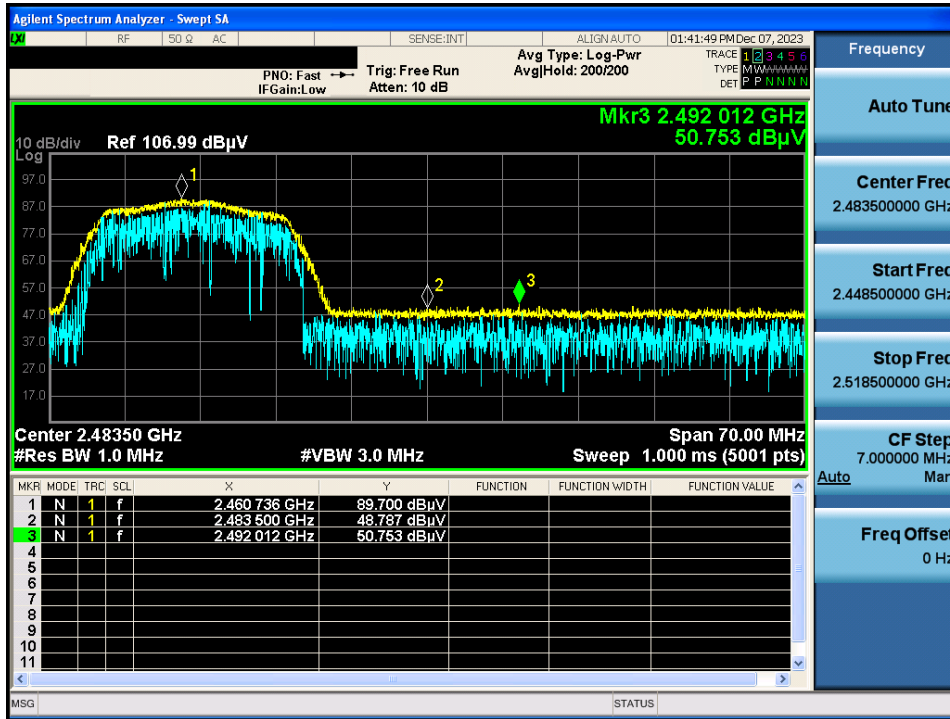 Agilent Spectrum Analyzer - Swept SA
LXI RF 50 Ω AC SENSE:INT ALIGN AUTO 01:41:49 PM Dec 07, 2023
PNO: Fast Trig: Free Run Avg Type: Log-Pwr TRACE 1 2 3 4 5 6
IFGain:Low Atten: 10 dB Avg|Hold: 200/200 TYPE M W W W W W
DET P P N N N N
Mkr3 2.492 012 GHz
50.753 dBµV
10 dB/div Ref 106.99 dBµV
Log
97.0
87.0
77.0
67.0
57.0
47.0
37.0
27.0
17.0
1
2
3
Center 2.48350 GHz Span 70.00 MHz
#Res BW 1.0 MHz #VBW 3.0 MHz Sweep 1.000 ms (5001 pts)
MKR MODE TRC SCL X Y FUNCTION FUNCTION WIDTH FUNCTION VALUE
1 N 1 f 2.460 736 GHz 89.700 dBµV
2 N 1 f 2.483 500 GHz 48.787 dBµV
3 N 1 f 2.492 012 GHz 50.753 dBµV
4
5
6
7
8
9
10
11
MSG STATUS
Frequency
Auto Tune
Center Freq
2.483500000 GHz
Start Freq
2.448500000 GHz
Stop Freq
2.518500000 GHz
CF Step
7.000000 MHz
Auto Man
Freq Offset
0 Hz